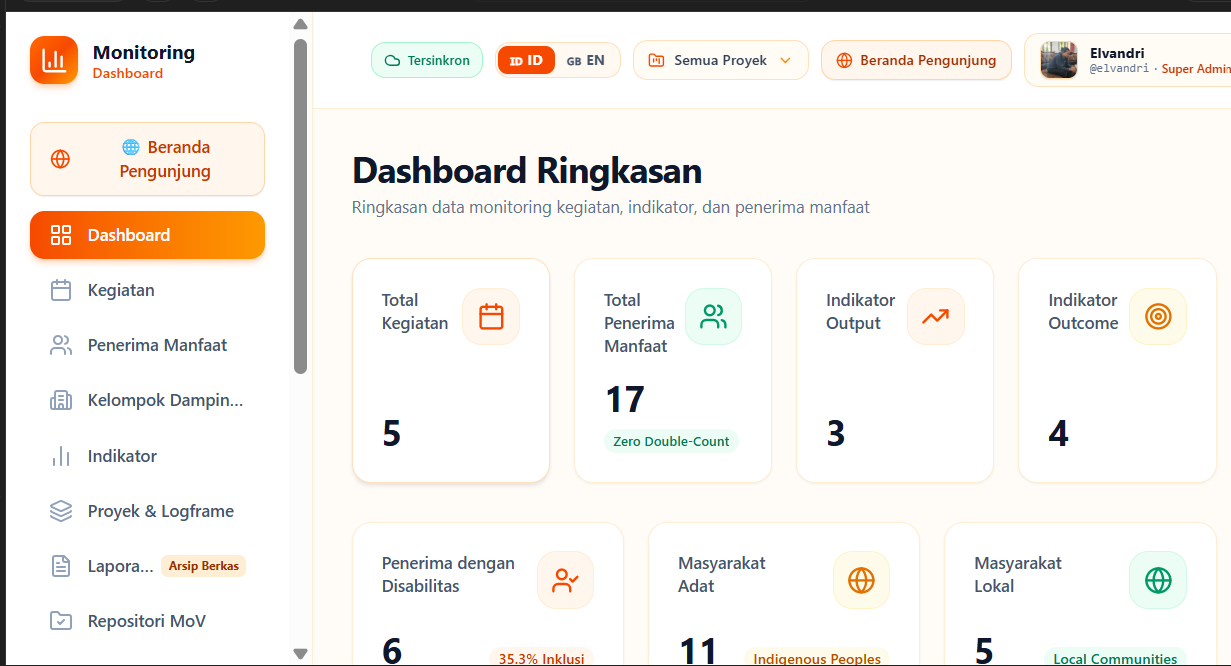 Monitoring
Dashboard
🌐 Beranda
Pengunjung
Dashboard
Kegiatan
Penerima Manfaat
Kelompok Dampin...
Indikator
Proyek & Logframe
Lapora... Arsip Berkas
Repositori MoV
Tersinkron
ID ID
GB EN
Semua Proyek
Beranda Pengunjung
Elvandri
@elvandri · Super Admin
Dashboard Ringkasan
Ringkasan data monitoring kegiatan, indikator, dan penerima manfaat
Total
Kegiatan
5
Total
Penerima
Manfaat
17
Zero Double-Count
Indikator
Output
3
Indikator
Outcome
4
Penerima dengan
Disabilitas
6
35.3% Inklusi
Masyarakat
Adat
11
Indigenous Peoples
Masyarakat
Lokal
5
Local Communities